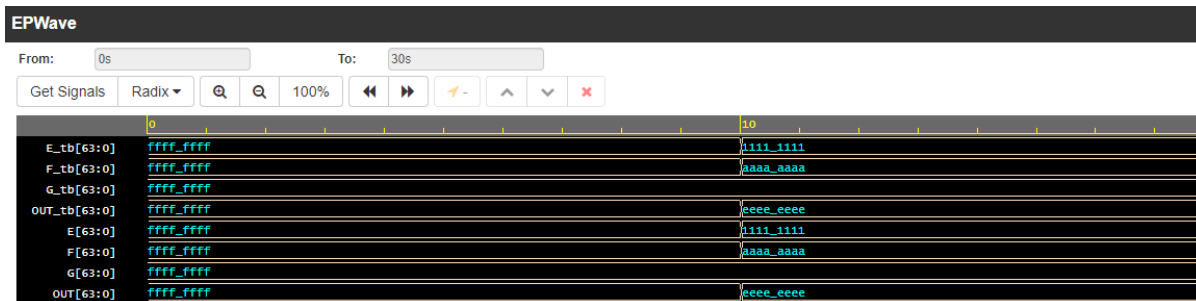 EPWave
From: 0s To: 30s
Get Signals Radix 100% -
0 10
E_tb[63:0] ffff_ffff 1111_1111
F_tb[63:0] ffff_ffff aaaa_aaaa
G_tb[63:0] ffff_ffff
OUT_tb[63:0] ffff_ffff eeee_eeee
E[63:0] ffff_ffff 1111_1111
F[63:0] ffff_ffff aaaa_aaaa
G[63:0] ffff_ffff
OUT[63:0] ffff_ffff eeee_eeee